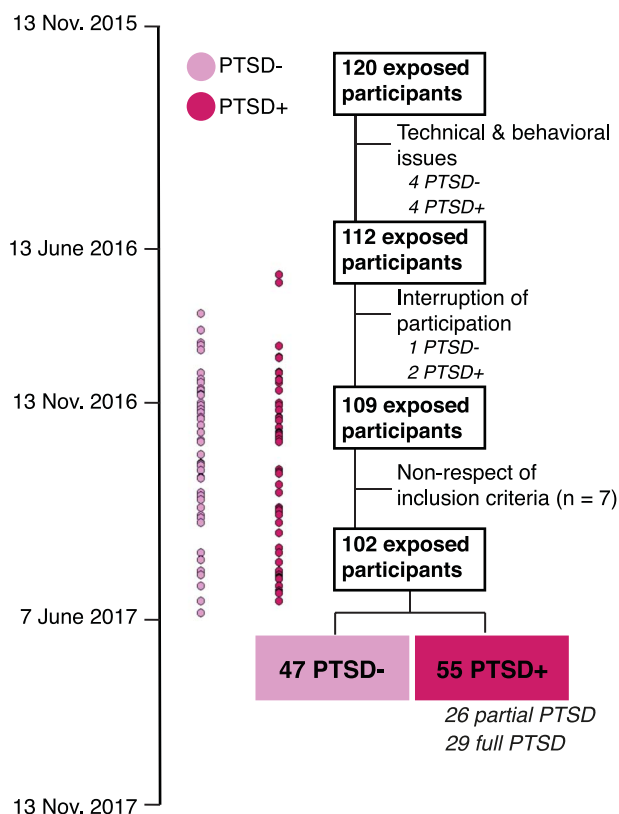 13 Nov. 2015
PTSD-
PTSD+
120 exposed
participants
Technical & behavioral
issues
4 PTSD-
4 PTSD+
13 June 2016
112 exposed
participants
Interruption of
participation
1 PTSD-
2 PTSD+
13 Nov. 2016
109 exposed
participants
Non-respect of
inclusion criteria (n = 7)
102 exposed
participants
7 June 2017
47 PTSD-
55 PTSD+
26 partial PTSD
29 full PTSD
13 Nov. 2017